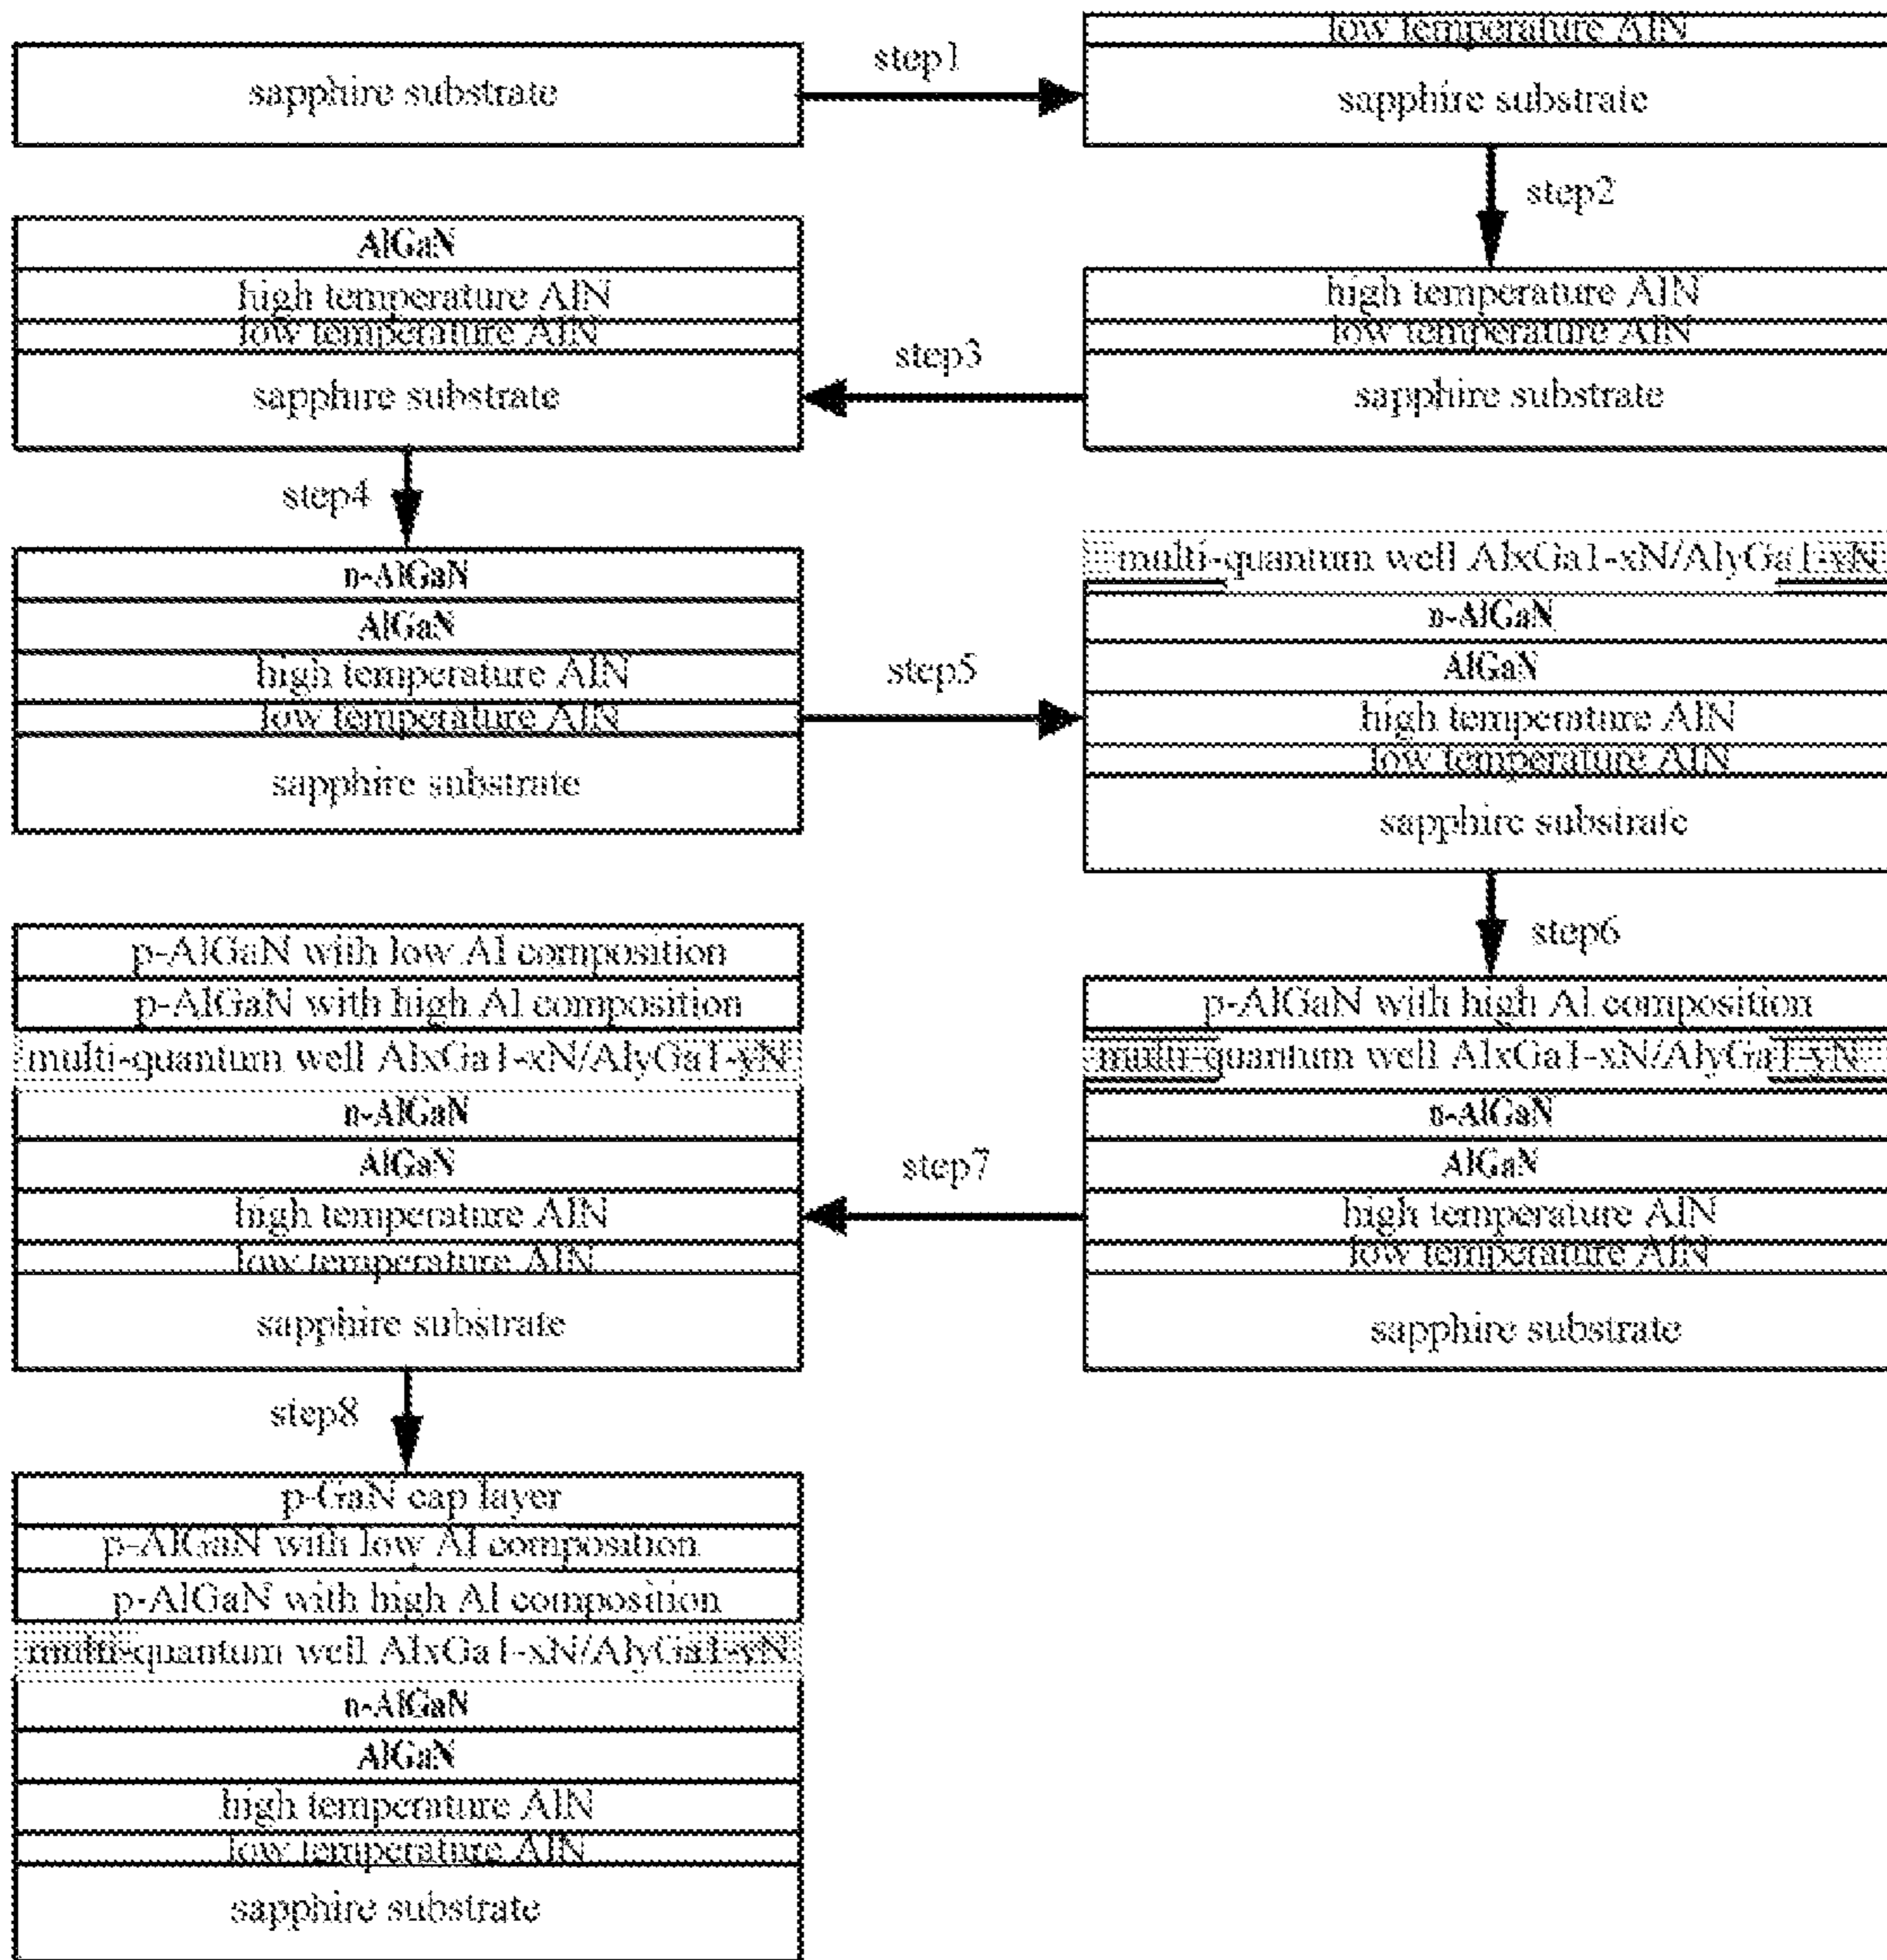 sapphire substrate
step1
low temperature AlN
sapphire substrate
step2
high temperature AlN
low temperature AlN
sapphire substrate
step3
AlGaN
high temperature AlN
low temperature AlN
sapphire substrate
step4
n-AlGaN
AlGaN
high temperature AlN
low temperature AlN
sapphire substrate
step5
multi-quantum well AlxGa1-xN/AlyGa1-yN
n-AlGaN
AlGaN
high temperature AlN
low temperature AlN
sapphire substrate
step6
p-AlGaN with high Al composition
multi-quantum well AlxGa1-xN/AlyGa1-yN
n-AlGaN
AlGaN
high temperature AlN
low temperature AlN
sapphire substrate
step7
p-AlGaN with low Al composition
p-AlGaN with high Al composition
multi-quantum well AlxGa1-xN/AlyGa1-yN
n-AlGaN
AlGaN
high temperature AlN
low temperature AlN
sapphire substrate
step8
p-GaN cap layer
p-AlGaN with low Al composition
p-AlGaN with high Al composition
multi-quantum well AlxGa1-xN/AlyGa1-yN
n-AlGaN
AlGaN
high temperature AlN
low temperature AlN
sapphire substrate